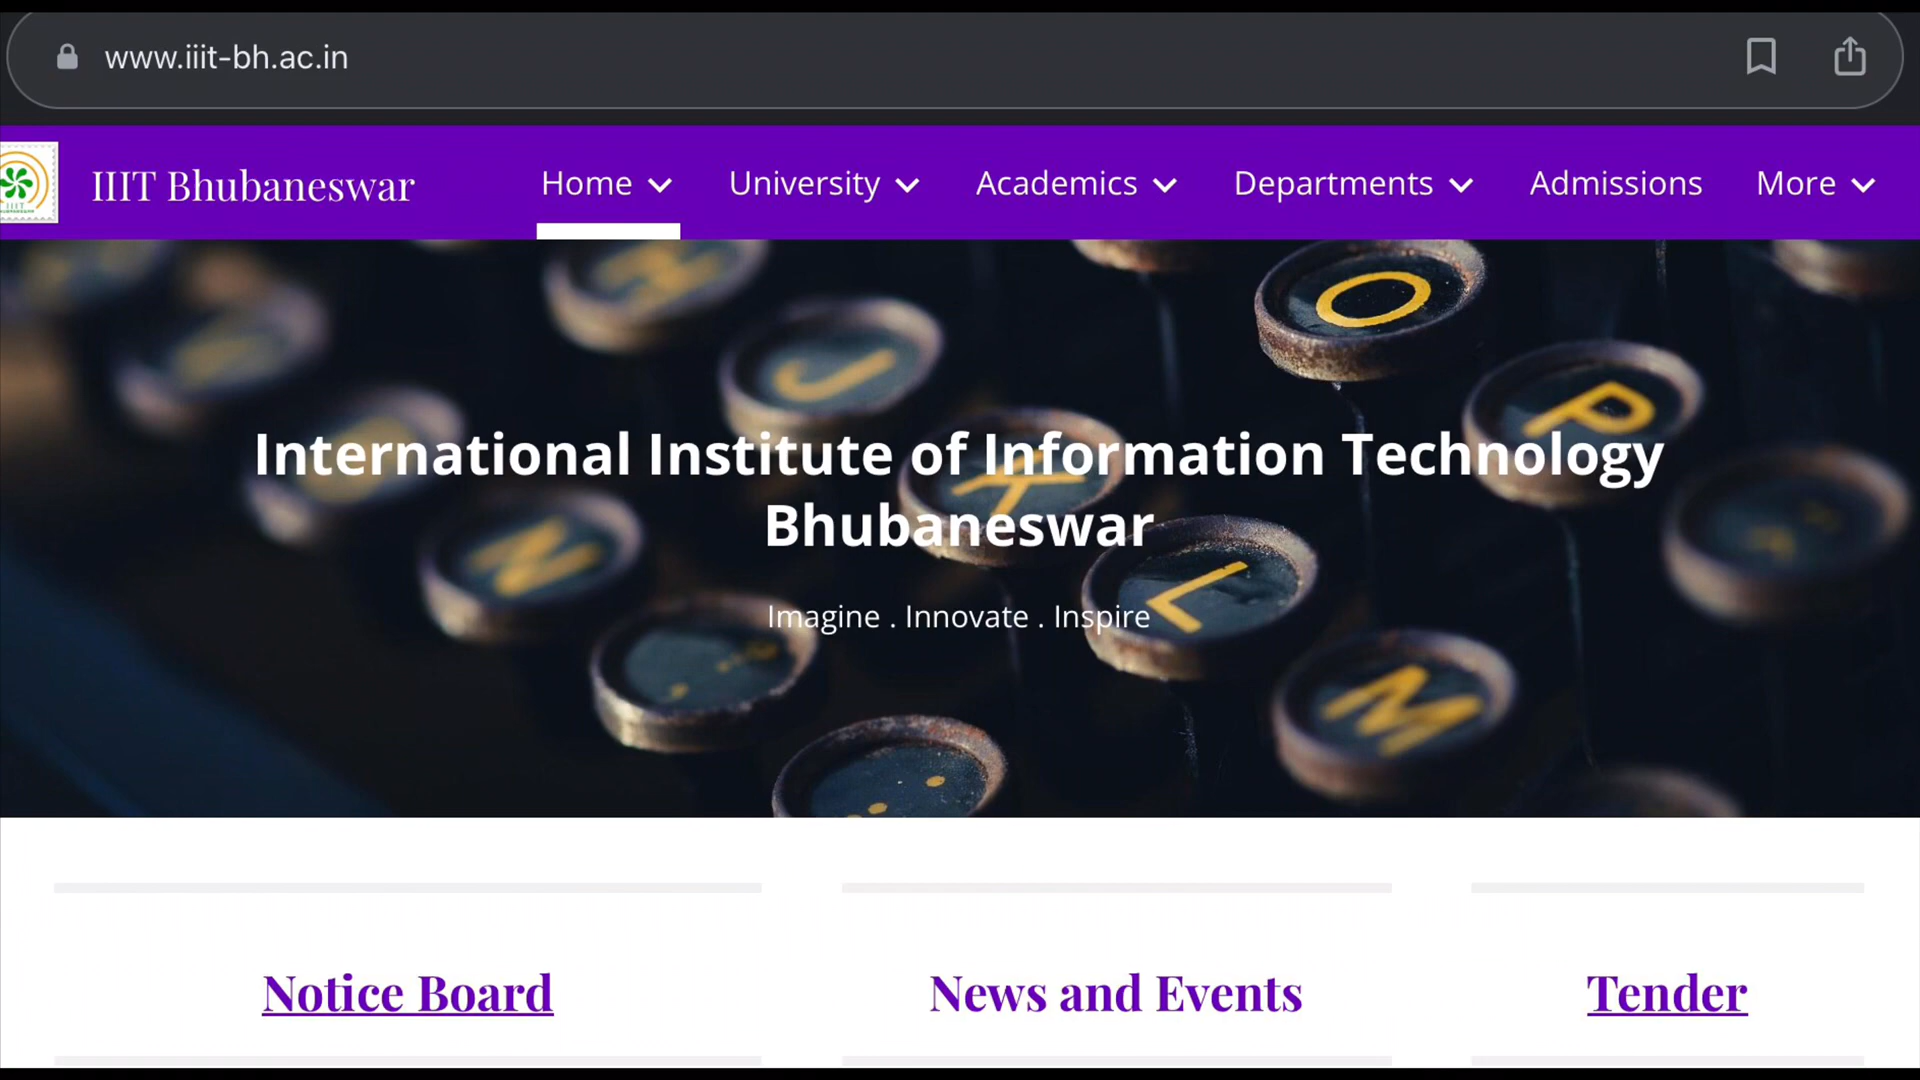 www.iiit-bh.ac.in
IIIT Bhubaneswar
Home
University
Academics
Departments
Admissions
More
International Institute of Information Technology
Bhubaneswar
Imagine . Innovate . Inspire
H
J
O
P
K
N
L
M
Notice Board
News and Events
Tender